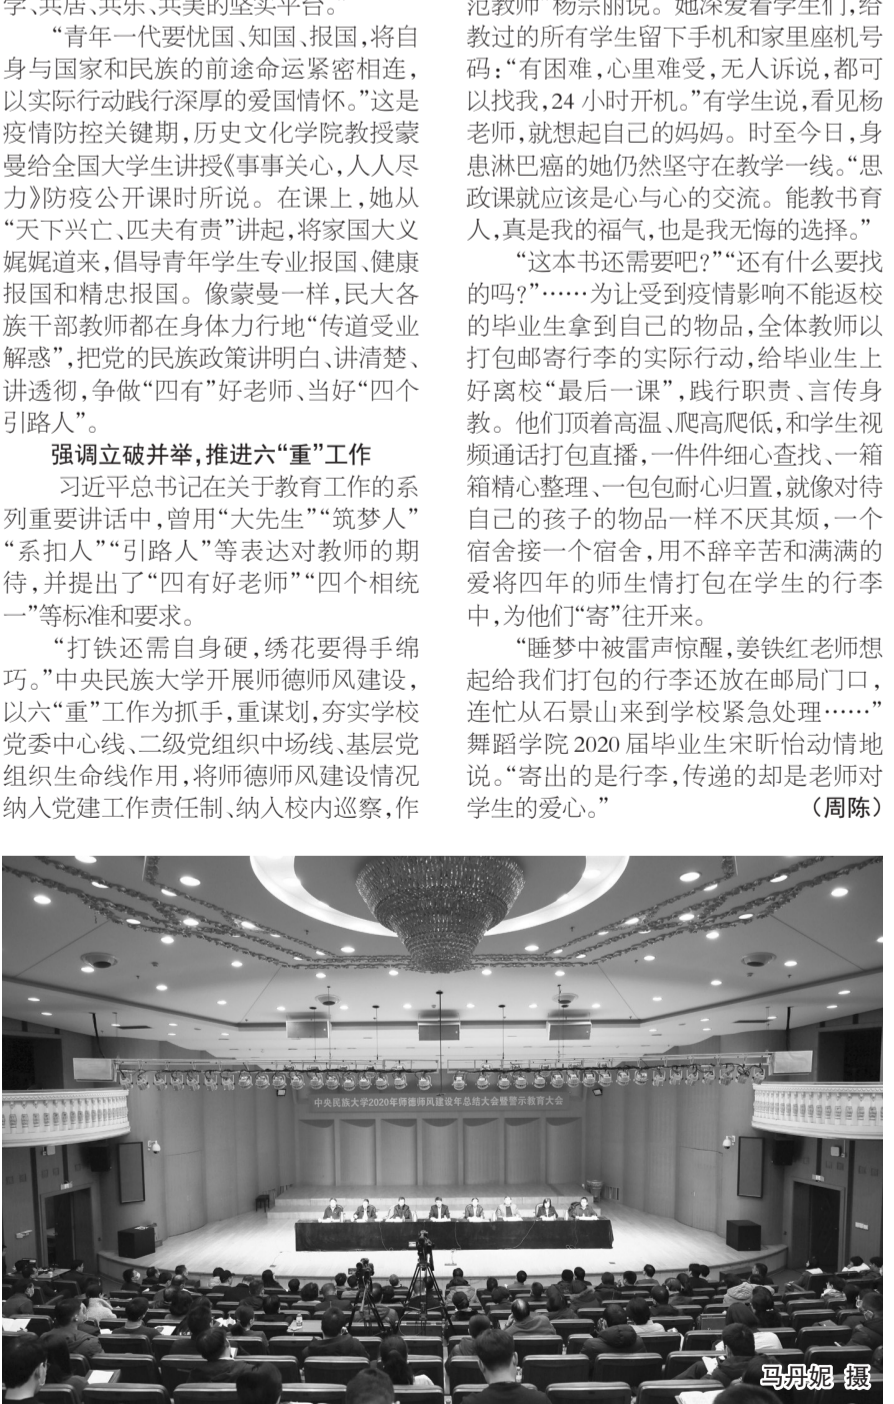 学、共居、共乐、共美的坚实平台。”
“青年一代要忧国、知国、报国，将自
身与国家和民族的前途命运紧密相连，
以实际行动践行深厚的爱国情怀。”这是
疫情防控关键期，历史文化学院教授蒙
曼给全国大学生讲授《事事关心，人人尽
力》防疫公开课时所说。在课上，她从
“天下兴亡、匹夫有责”讲起，将家国大义
娓娓道来，倡导青年学生专业报国、健康
报国和精忠报国。像蒙曼一样，民大各
族干部教师都在身体力行地“传道受业
解惑”，把党的民族政策讲明白、讲清楚、
讲透彻，争做“四有”好老师、当好“四个
引路人”。
强调立破并举，推进六“重”工作
习近平总书记在关于教育工作的系
列重要讲话中，曾用“大先生”“筑梦人”
“系扣人”“引路人”等表达对教师的期
待，并提出了“四有好老师”“四个相统
一”等标准和要求。
“打铁还需自身硬，绣花要得手绵
巧。”中央民族大学开展师德师风建设，
以六“重”工作为抓手，重谋划，夯实学校
党委中心线、二级党组织中场线、基层党
组织生命线作用，将师德师风建设情况
纳入党建工作责任制、纳入校内巡察，作
范教师”杨宗丽说。她深爱着学生们，给
教过的所有学生留下手机和家里座机号
码：“有困难，心里难受，无人诉说，都可
以找我，24 小时开机。”有学生说，看见杨
老师，就想起自己的妈妈。时至今日，身
患淋巴癌的她仍然坚守在教学一线。“思
政课就应该是心与心的交流。能教书育
人，真是我的福气，也是我无悔的选择。”
“这本书还需要吧？”“还有什么要找
的吗？”……为让受到疫情影响不能返校
的毕业生拿到自己的物品，全体教师以
打包邮寄行李的实际行动，给毕业生上
好离校“最后一课”，践行职责、言传身
教。他们顶着高温、爬高爬低，和学生视
频通话打包直播，一件件细心查找、一箱
箱精心整理、一包包耐心归置，就像对待
自己的孩子的物品一样不厌其烦，一个
宿舍接一个宿舍，用不辞辛苦和满满的
爱将四年的师生情打包在学生的行李
中，为他们“寄”往开来。
“睡梦中被雷声惊醒，姜铁红老师想
起给我们打包的行李还放在邮局门口，
连忙从石景山来到学校紧急处理……”
舞蹈学院 2020 届毕业生宋昕怡动情地
说。“寄出的是行李，传递的却是老师对
学生的爱心。”
（周陈）
中央民族大学2020年师德师风建设年总结大会暨警示教育大会
马丹妮 摄